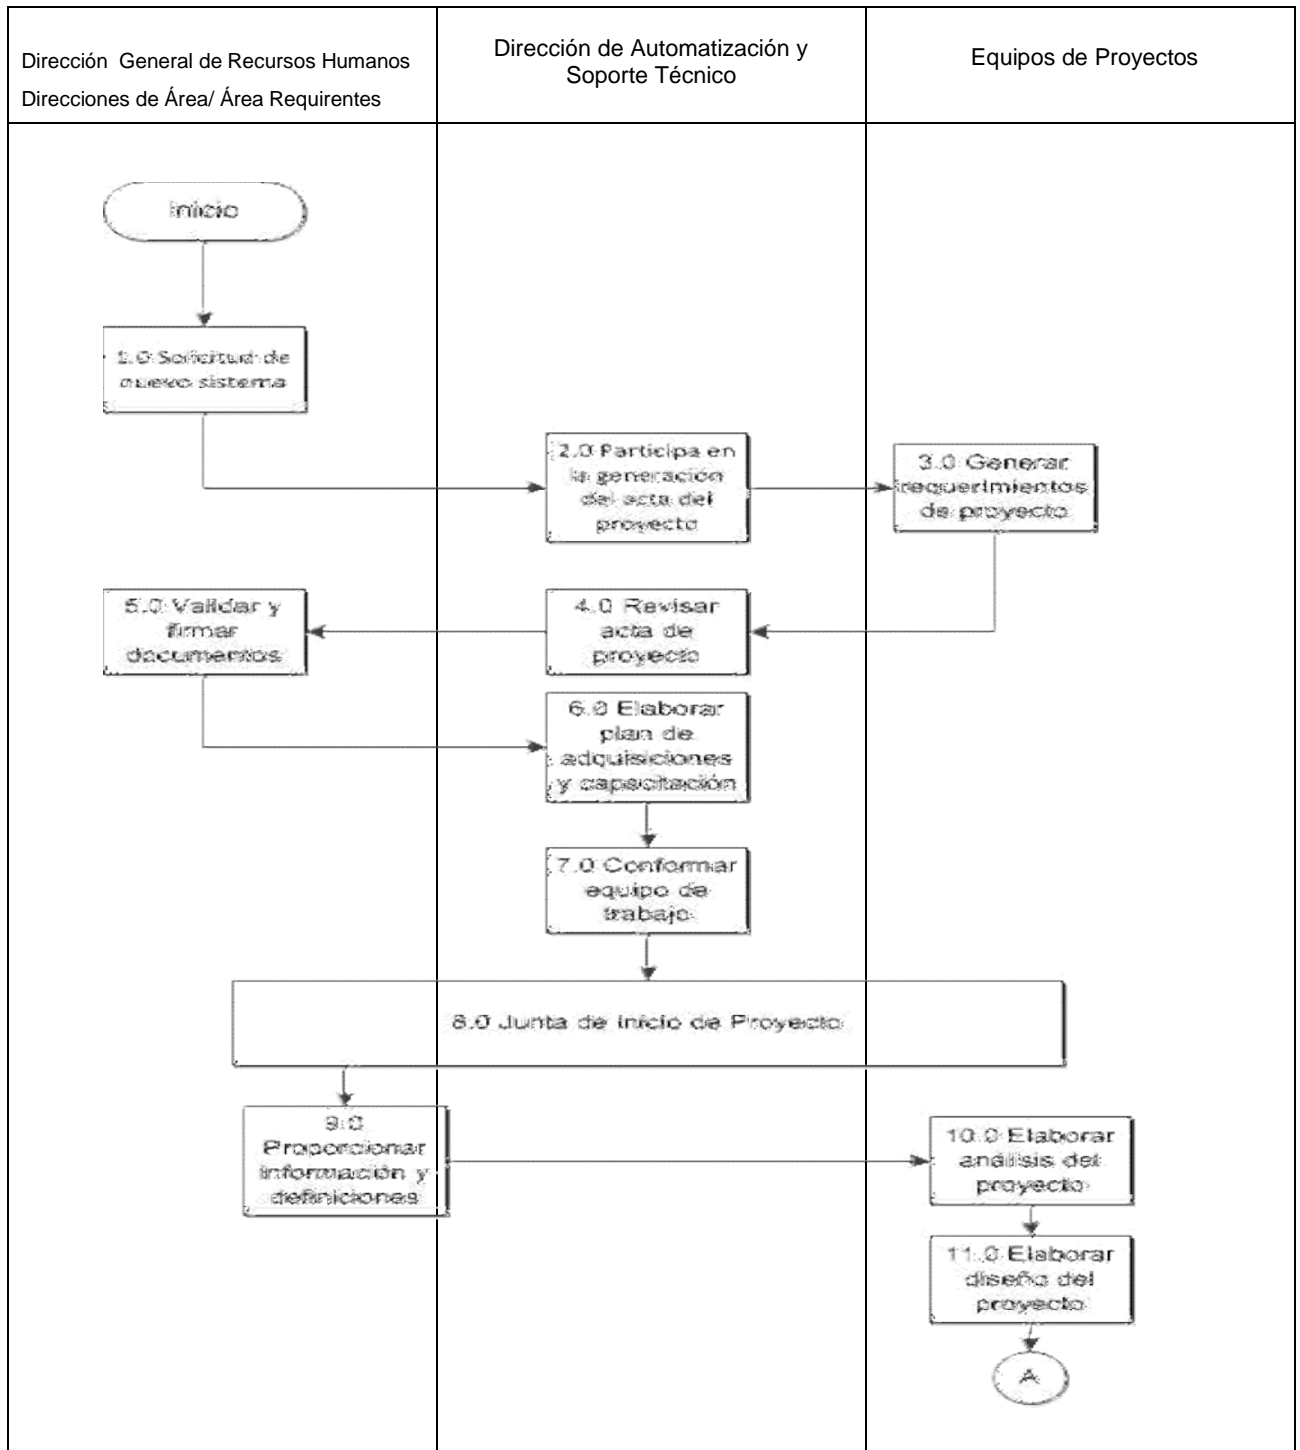 Dirección General de Recursos Humanos
Direcciones de Área/ Área Requirentes
Dirección de Automatización y
Soporte Técnico
Equipos de Proyectos
Inicio
1.0 Solicitud de
nuevo sistema
2.0 Participa en
la generación
del acta del
proyecto
3.0 Generar
requerimientos
de proyecto
5.0 Validar y
firmar
documentos
4.0 Revisar
acta de
proyecto
6.0 Elaborar
plan de
adquisiciones
y capacitación
7.0 Conformar
equipo de
trabajo
8.0 Junta de Inicio de Proyecto
9.0
Proporcionar
información y
definiciones
10.0 Elaborar
análisis del
proyecto
11.0 Elaborar
diseño del
proyecto
A